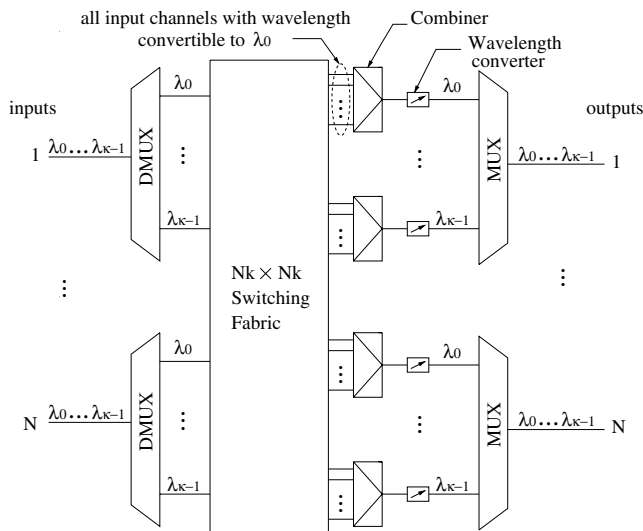 all input channels with wavelength
convertible to λ0
Combiner
Wavelength
converter
inputs
outputs
λ0
λ0
1
λ0...λκ−1
DMUX
MUX
λ0...λκ−1
1
λκ−1
λκ−1
Nk × Nk
Switching
Fabric
λ0
λ0
N
λ0...λκ−1
DMUX
MUX
λ0...λκ−1
N
λκ−1
λκ−1